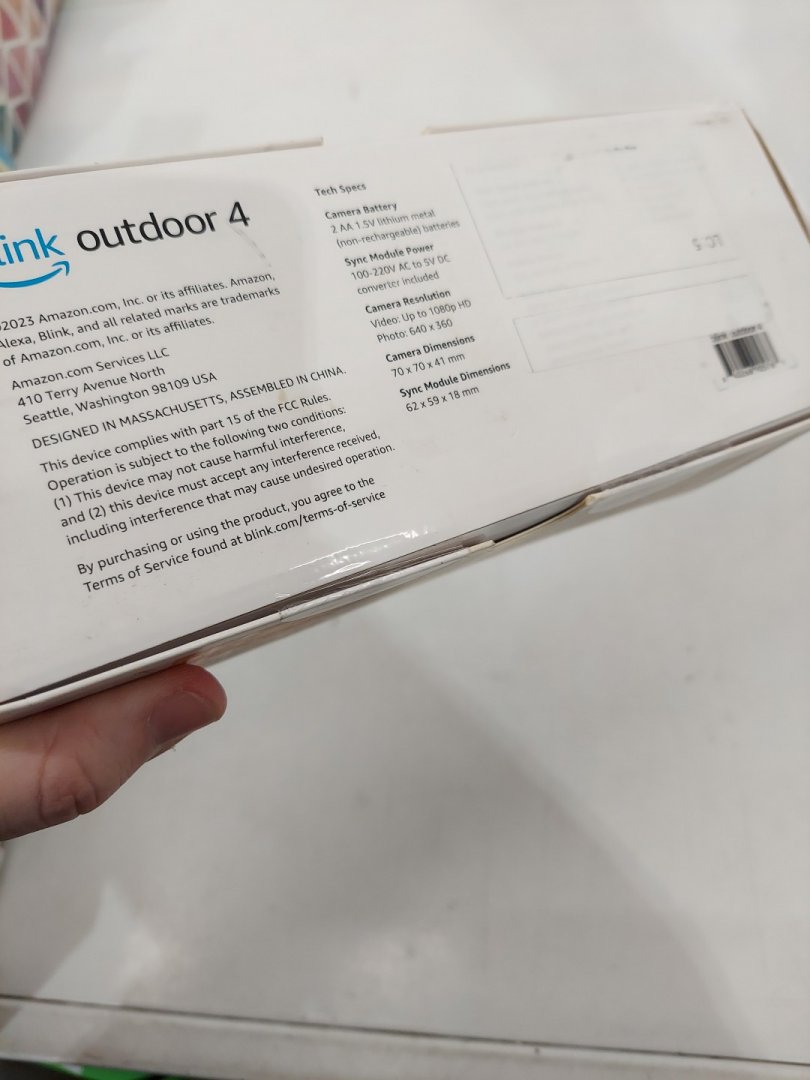 link outdoor 4
2023 Amazon.com, Inc. or its affiliates. Amazon,
Alexa, Blink, and all related marks are trademarks
of Amazon.com, Inc. or its affiliates.
Amazon.com Services LLC
410 Terry Avenue North
Seattle, Washington 98109 USA
DESIGNED IN MASSACHUSETTS, ASSEMBLED IN CHINA.
This device complies with part 15 of the FCC Rules.
Operation is subject to the following two conditions:
(1) This device may not cause harmful interference,
and (2) this device must accept any interference received,
including interference that may cause undesired operation.
By purchasing or using the product, you agree to the
Terms of Service found at blink.com/terms-of-service
Tech Specs
Camera Battery
2 AA 1.5V lithium metal
(non-rechargeable) batteries
Sync Module Power
100-220V AC to 5V DC
converter included
Camera Resolution
Video: Up to 1080p HD
Photo: 640 x 360
Camera Dimensions
70 x 70 x 41 mm
Sync Module Dimensions
62 x 59 x 18 mm